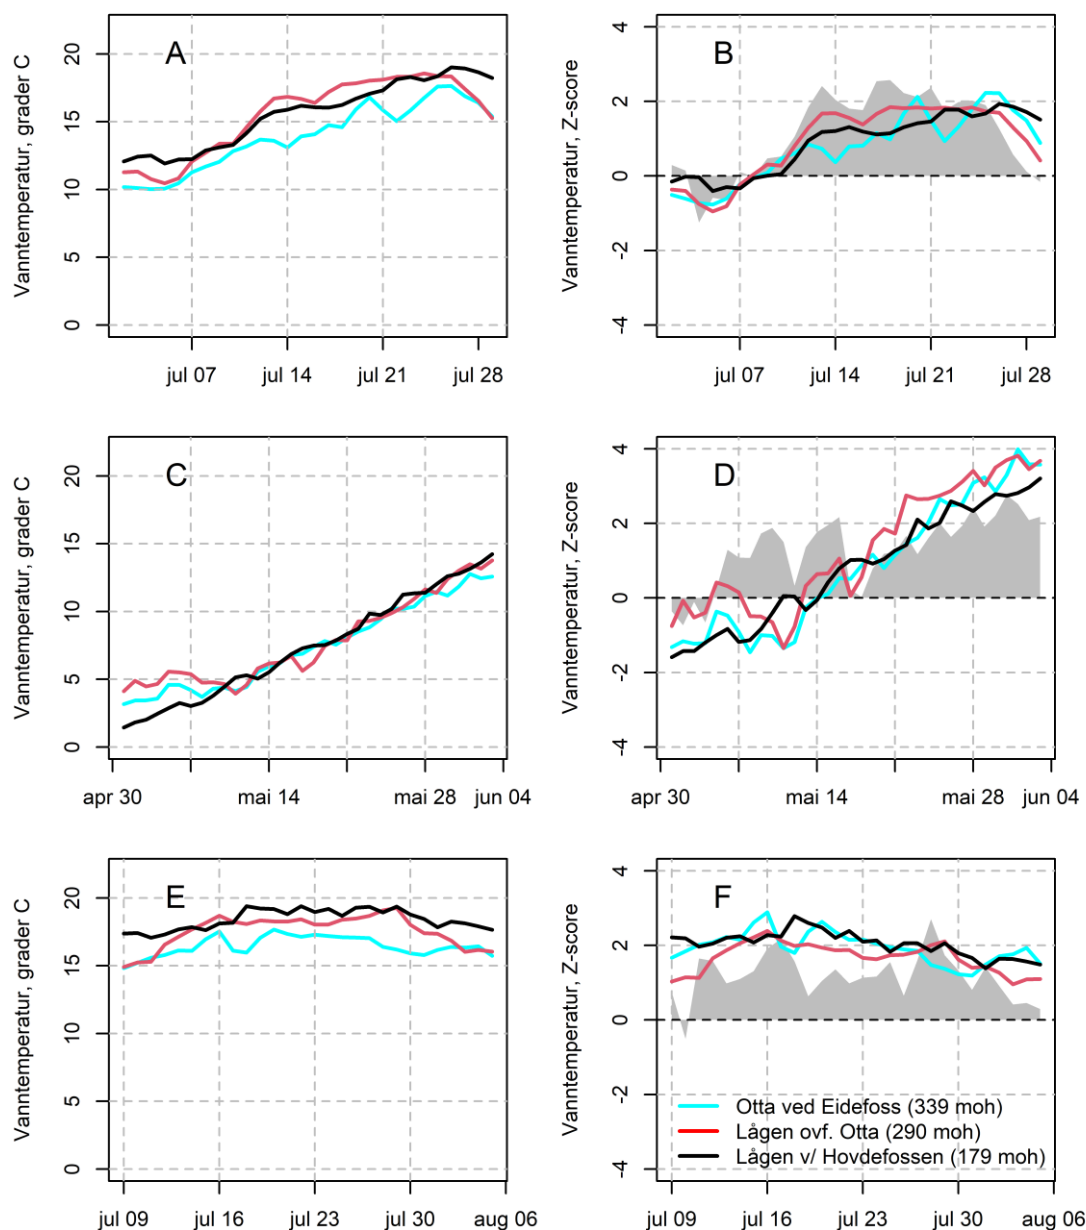 A
Vanntemperatur, grader C
20
15
10
5
0
jul 07 jul 14 jul 21 jul 28
B
Vanntemperatur, Z-score
4
2
0
-2
-4
jul 07 jul 14 jul 21 jul 28
C
Vanntemperatur, grader C
20
15
10
5
0
apr 30 mai 14 mai 28 jun 04
D
Vanntemperatur, Z-score
4
2
0
-2
-4
apr 30 mai 14 mai 28 jun 04
E
Vanntemperatur, grader C
20
15
10
5
0
jul 09 jul 16 jul 23 jul 30 aug 06
F
Vanntemperatur, Z-score
4
2
0
-2
-4
Otta ved Eidefoss (339 moh)
Lågen ovf. Otta (290 moh)
Lågen v/ Hovdefossen (179 moh)
jul 09 jul 16 jul 23 jul 30 aug 06